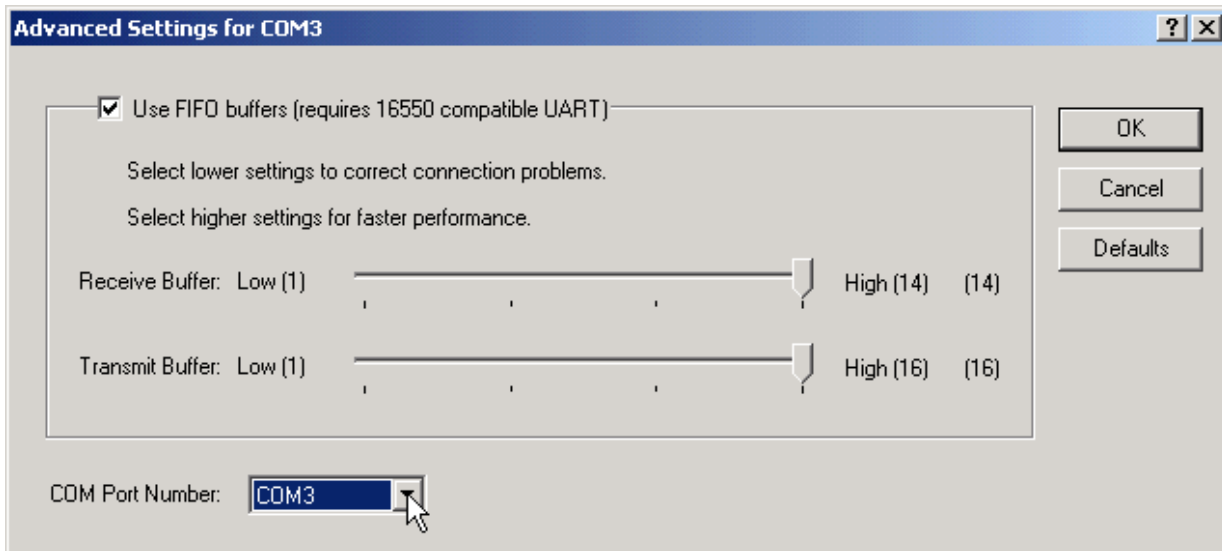 Advanced Settings for COM3
Use FIFO buffers (requires 16550 compatible UART)
OK
Select lower settings to correct connection problems.
Cancel
Select higher settings for faster performance.
Defaults
Receive Buffer: Low (1) High (14) (14)
Transmit Buffer: Low (1) High (16) (16)
COM Port Number: COM3